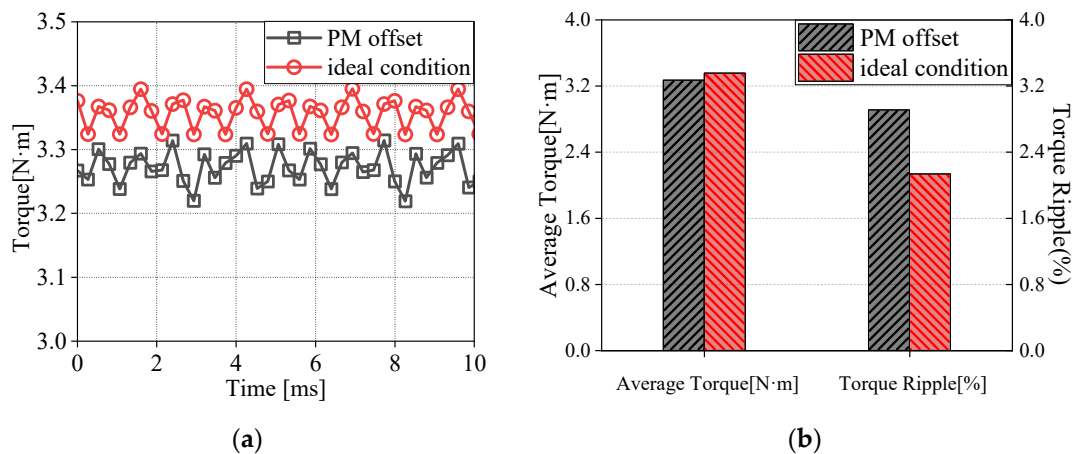 3.5
3.4
3.3
3.2
3.1
3.0
Torque[N·m]
PM offset
ideal condition
0
2
4
6
8
10
Time [ms]
(a)
4.0
3.2
2.4
1.6
0.8
0.0
Average Torque[N·m]
PM offset
ideal condition
4.0
3.2
2.4
1.6
0.8
0.0
Torque Ripple(%)
Average Torque[N·m]
Torque Ripple[%]
(b)